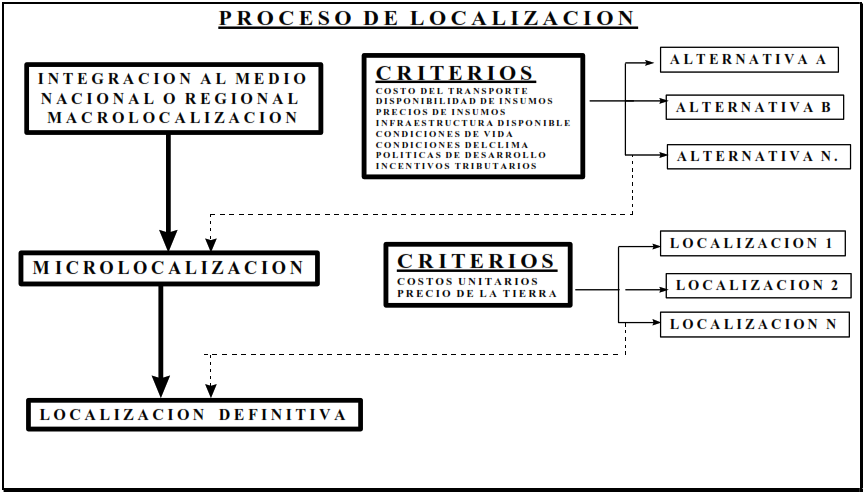 PROCESO DE LOCALIZACION
INTEGRACION AL MEDIO
NACIONAL O REGIONAL
MACROLOCALIZACION
CRITERIOS
COSTO DEL TRANSPORTE
DISPONIBILIDAD DE INSUMOS
PRECIOS DE INSUMOS
INFRAESTRUCTURA DISPONIBLE
CONDICIONES DE VIDA
CONDICIONES DELCLIMA
POLITICAS DE DESARROLLO
INCENTIVOS TRIBUTARIOS
ALTERNATIVA A
ALTERNATIVA B
ALTERNATIVA N.
MICROLOCALIZACION
CRITERIOS
COSTOS UNITARIOS
PRECIO DE LA TIERRA
LOCALIZACION 1
LOCALIZACION 2
LOCALIZACION N
LOCALIZACION DEFINITIVA